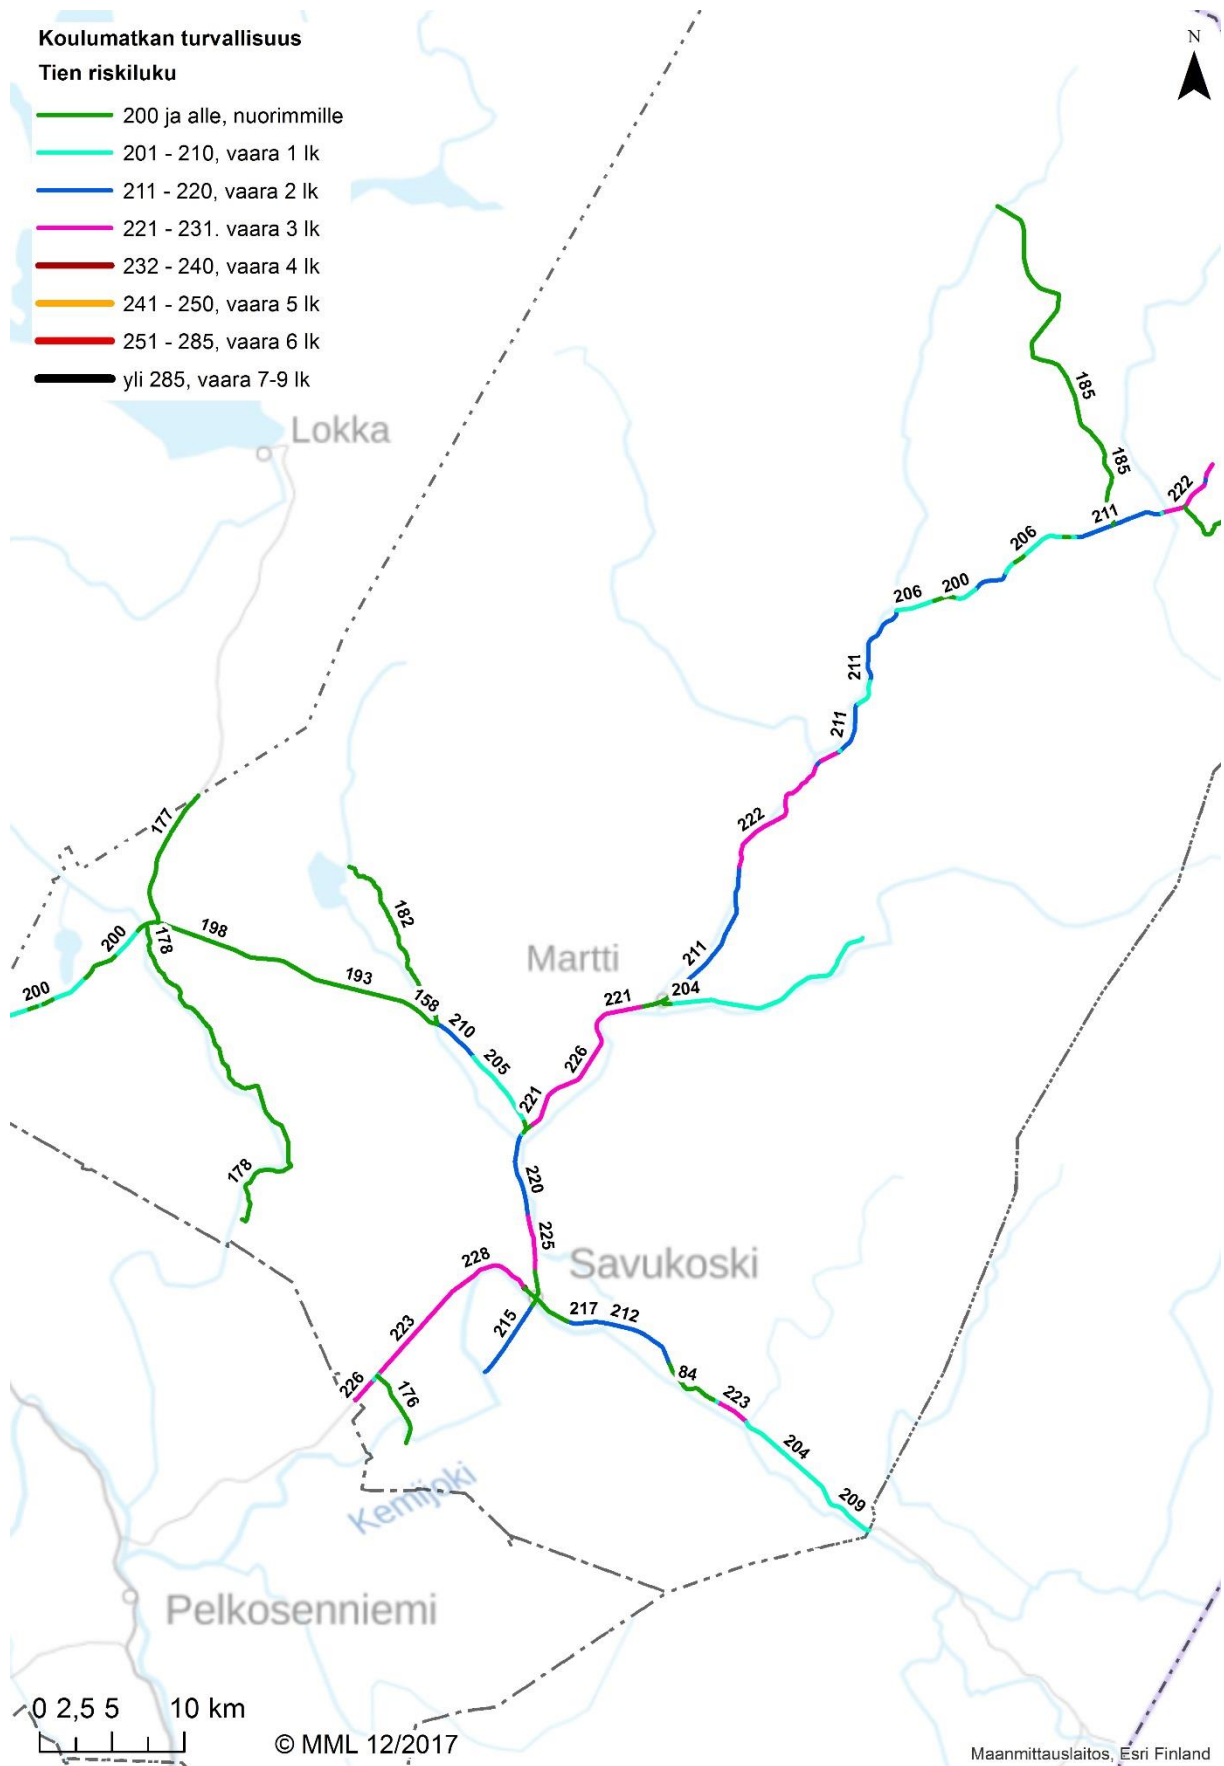 Koulumatkan turvallisuus
Tien riskiluku
200 ja alle, nuorimmille
201 - 210, vaara 1 lk
211 - 220, vaara 2 lk
221 - 231. vaara 3 lk
232 - 240, vaara 4 lk
241 - 250, vaara 5 lk
251 - 285, vaara 6 lk
yli 285, vaara 7-9 lk
N
Lokka
185
185
222
211
206
200
206
211
211
222
177
198
200
178
200
182
193
158
210
205
Martti
211
204
221
226
221
178
220
225
Savukoski
228
223
215
217
212
226
176
84
223
204
209
Kemijoki
Pelkosenniemi
0 2,5 5 10 km
© MML 12/2017
Maanmittauslaitos, Esri Finland